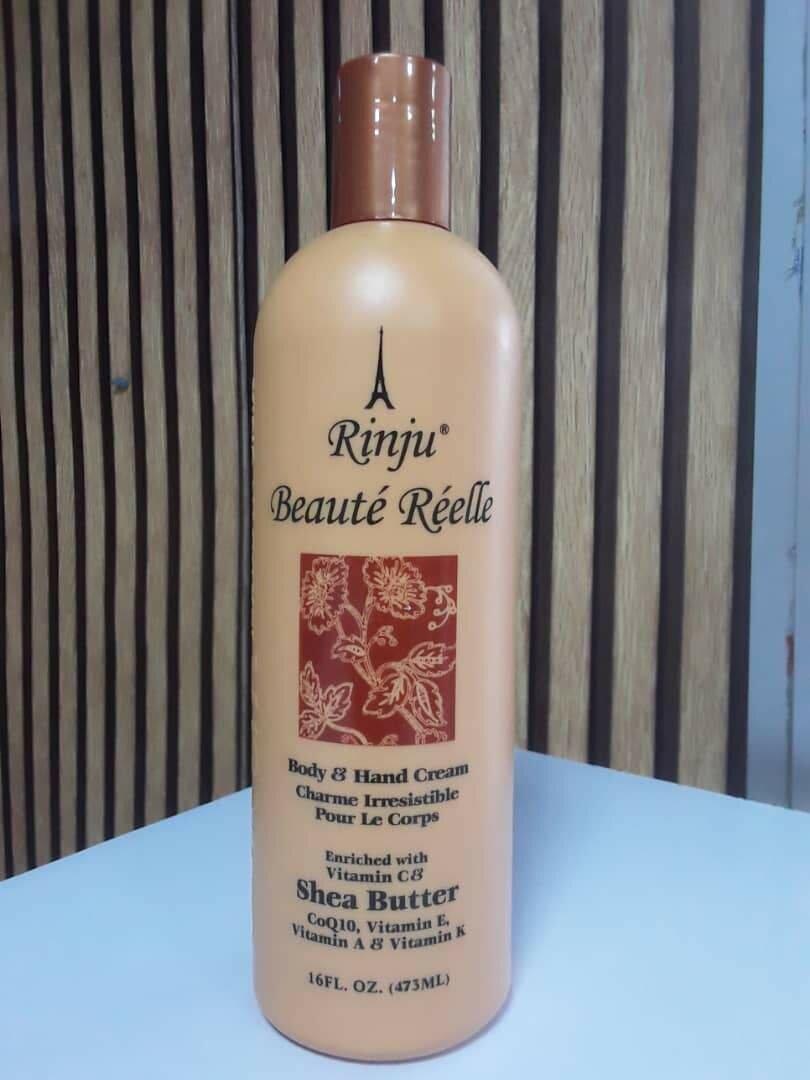 Rinju®
Beauté Réelle
Body & Hand Cream
Charme Irresistible
Pour Le Corps
Enriched with
Vitamin C&
Shea Butter
CoQ10, Vitamin E,
Vitamin A & Vitamin K
16FL. OZ. (473ML)